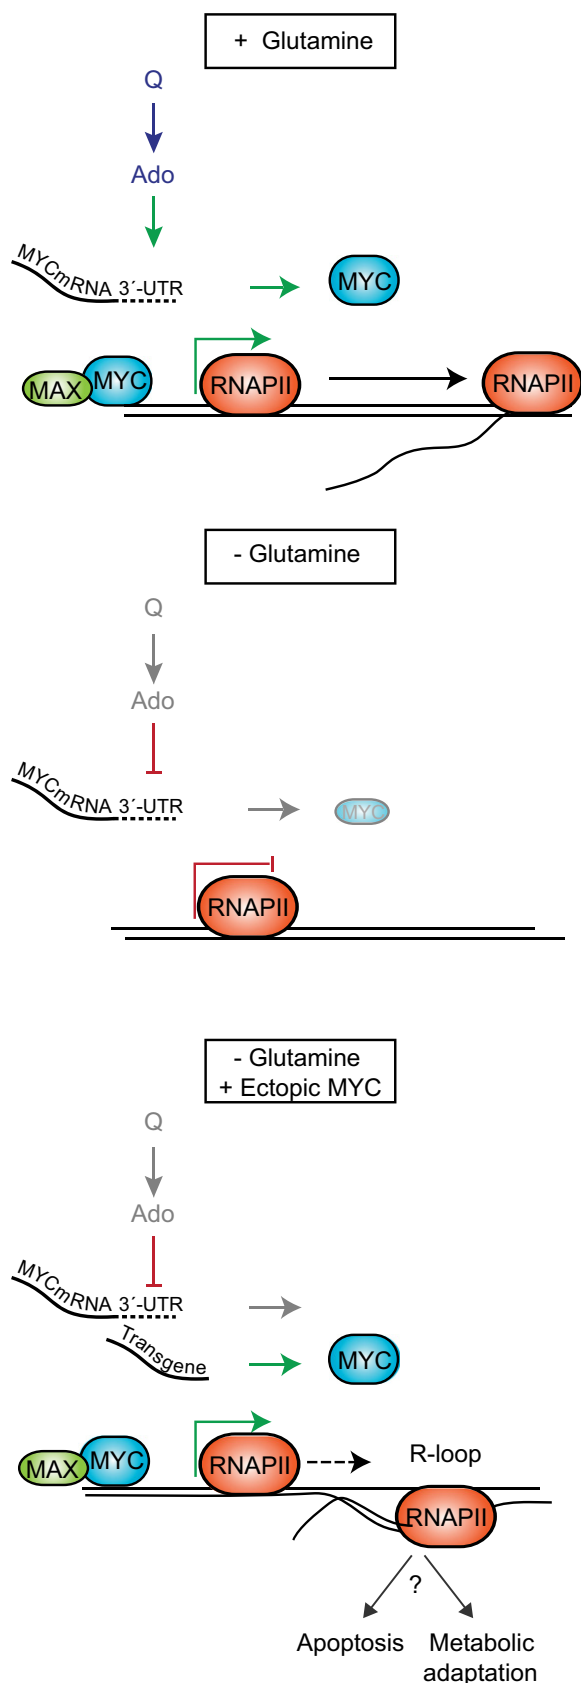 + Glutamine
Q
Ado
MYCmRNA 3´-UTR
MYC
MAX MYC RNAPII RNAPII
- Glutamine
Q
Ado
MYCmRNA 3´-UTR
MYC
RNAPII
- Glutamine
+ Ectopic MYC
Q
Ado
MYCmRNA 3´-UTR
Transgene
MYC
R-loop
MAX MYC RNAPII
RNAPII
?
Apoptosis Metabolic
adaptation